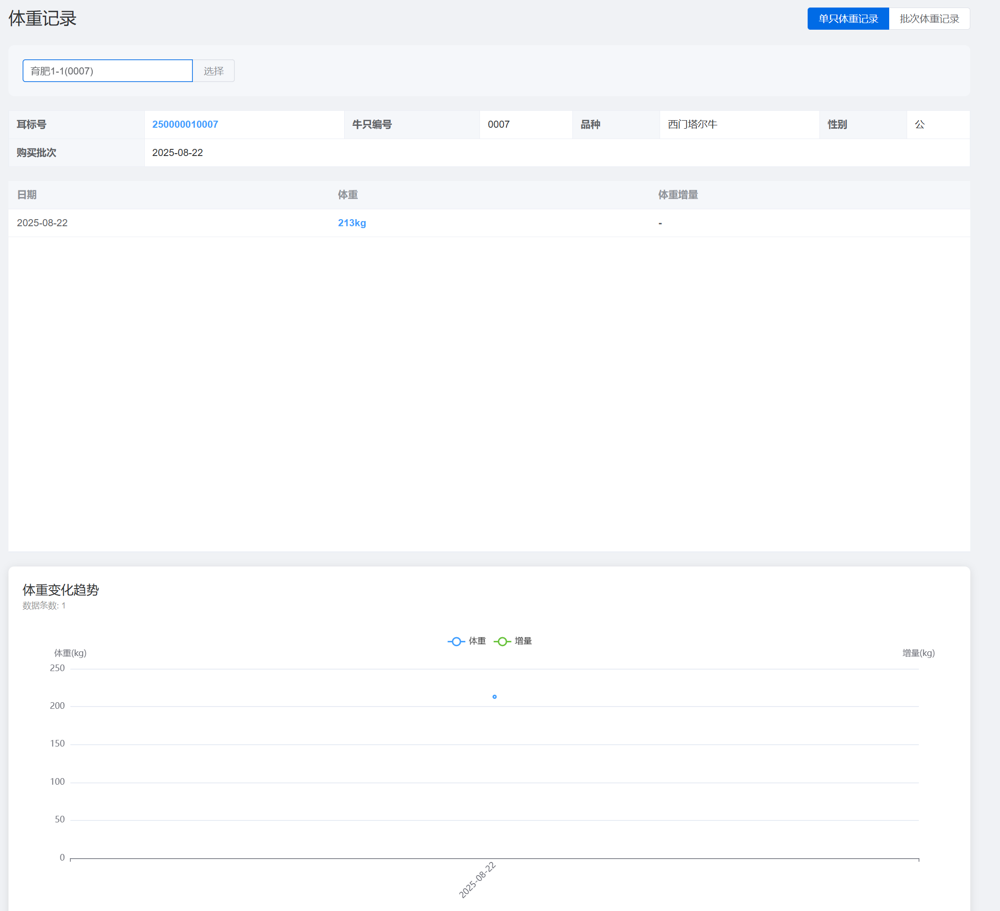 体重记录
单只体重记录 批次体重记录
育肥1-1(0007) 选择
耳标号 250000010007 牛只编号 0007 品种 西门塔尔牛 性别 公
购买批次 2025-08-22
日期 体重 体重增量
2025-08-22 213kg -
体重变化趋势
数据条数: 1
体重 增量
体重(kg) 增量(kg)
250
200
150
100
50
0
2025-08-22